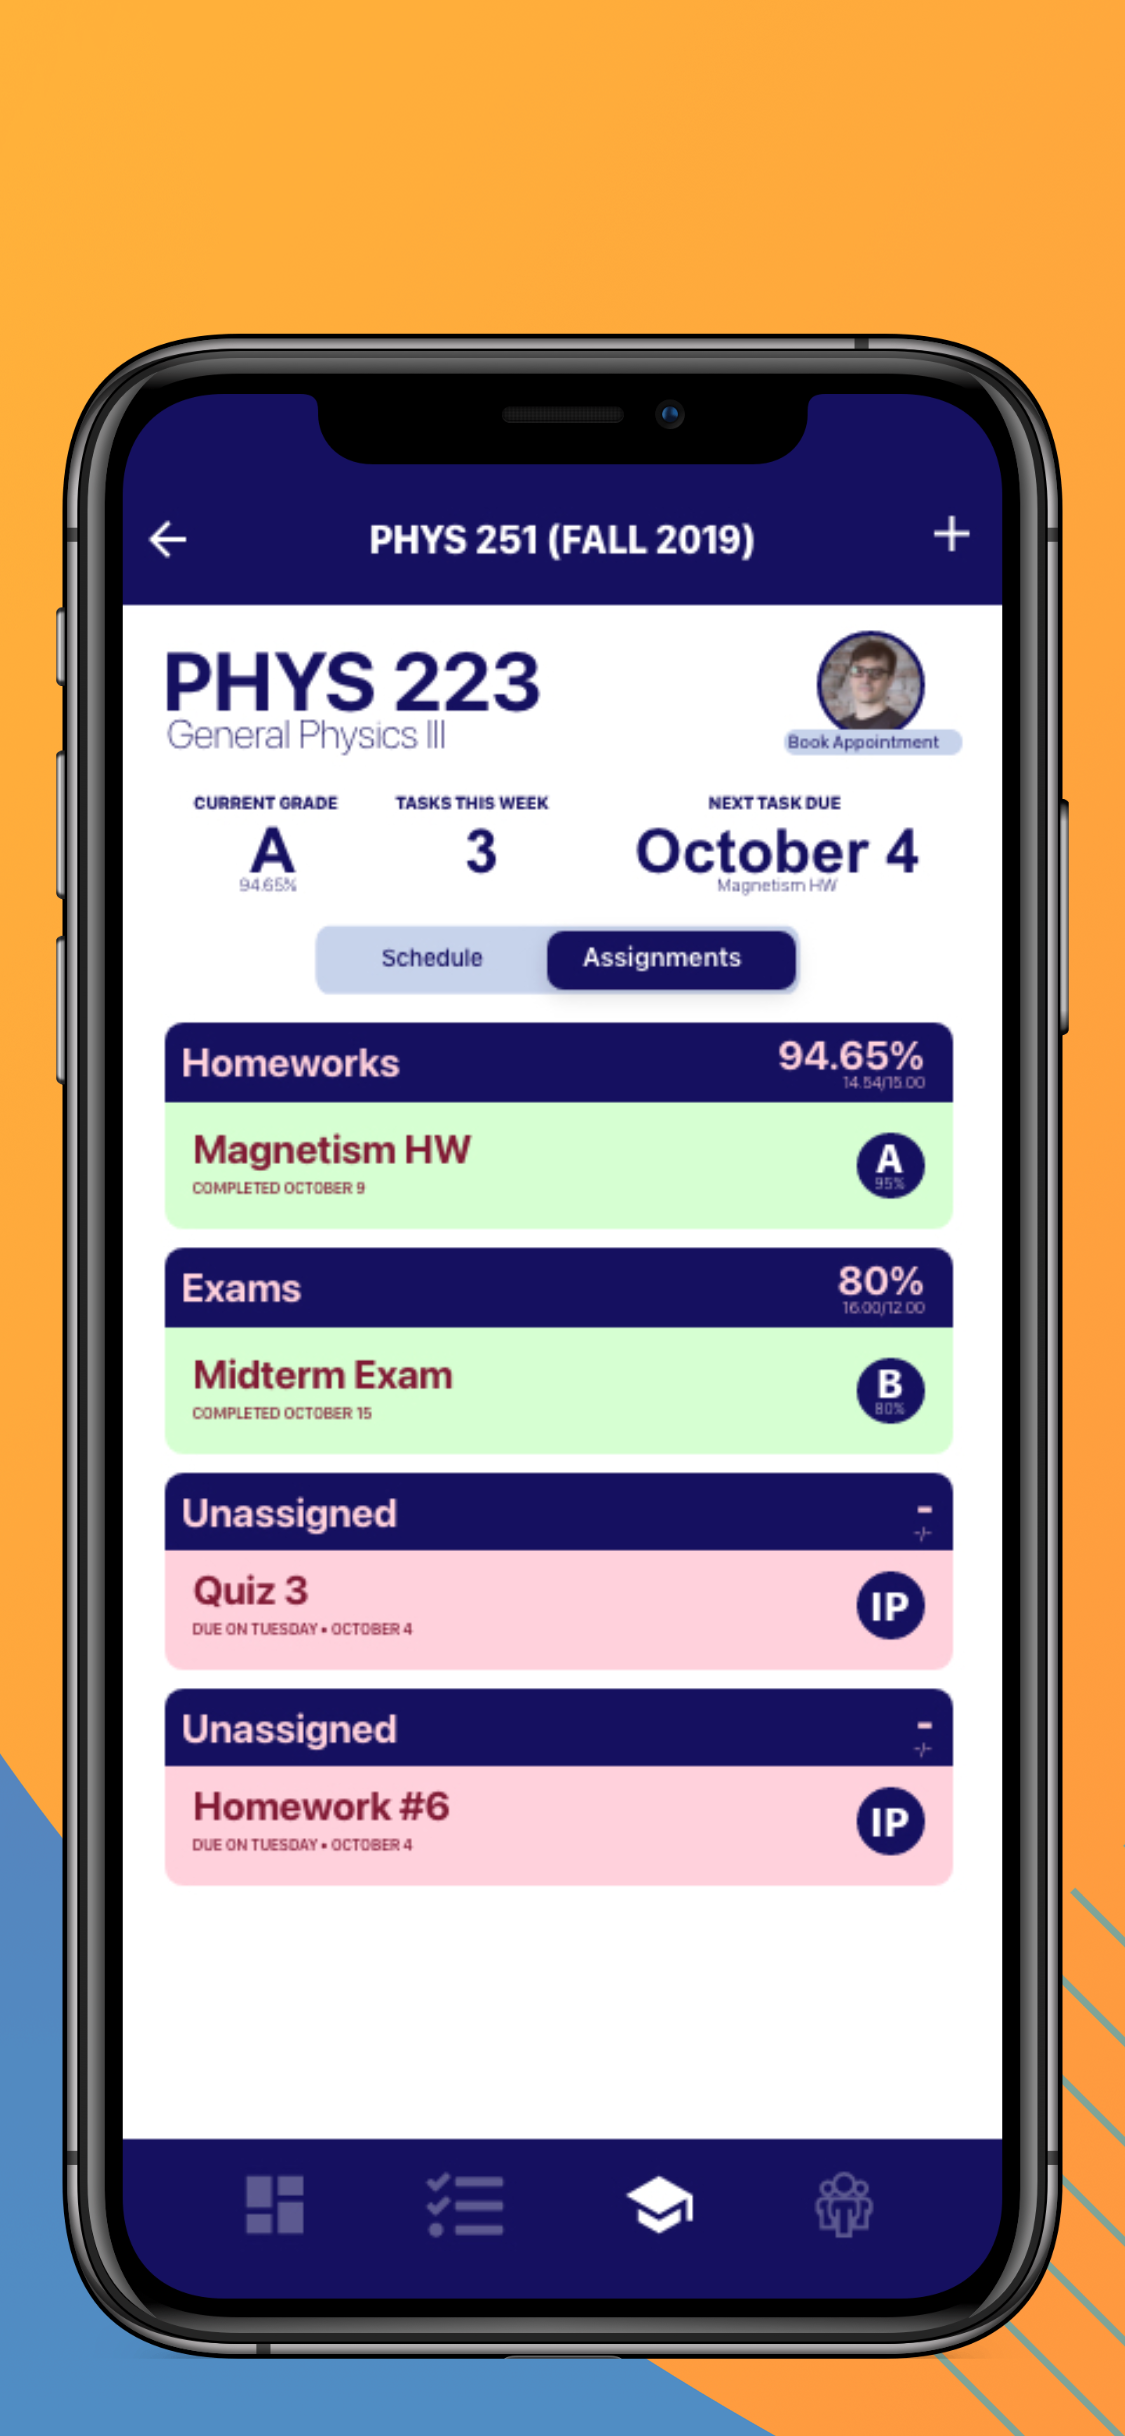 PHYS 251 (FALL 2019)
PHYS 223
General Physics III
Book Appointment
CURRENT GRADE
A
94.65%
TASKS THIS WEEK
3
NEXT TASK DUE
October 4
Magnetism HW
Schedule
Assignments
Homeworks
94.65%
14.54/15.00
Magnetism HW
COMPLETED OCTOBER 9
A
95%
Exams
80%
16.00/12.00
Midterm Exam
COMPLETED OCTOBER 15
B
80%
Unassigned
-
-/-
Quiz 3
DUE ON TUESDAY • OCTOBER 4
IP
Unassigned
-
-/-
Homework #6
DUE ON TUESDAY • OCTOBER 4
IP